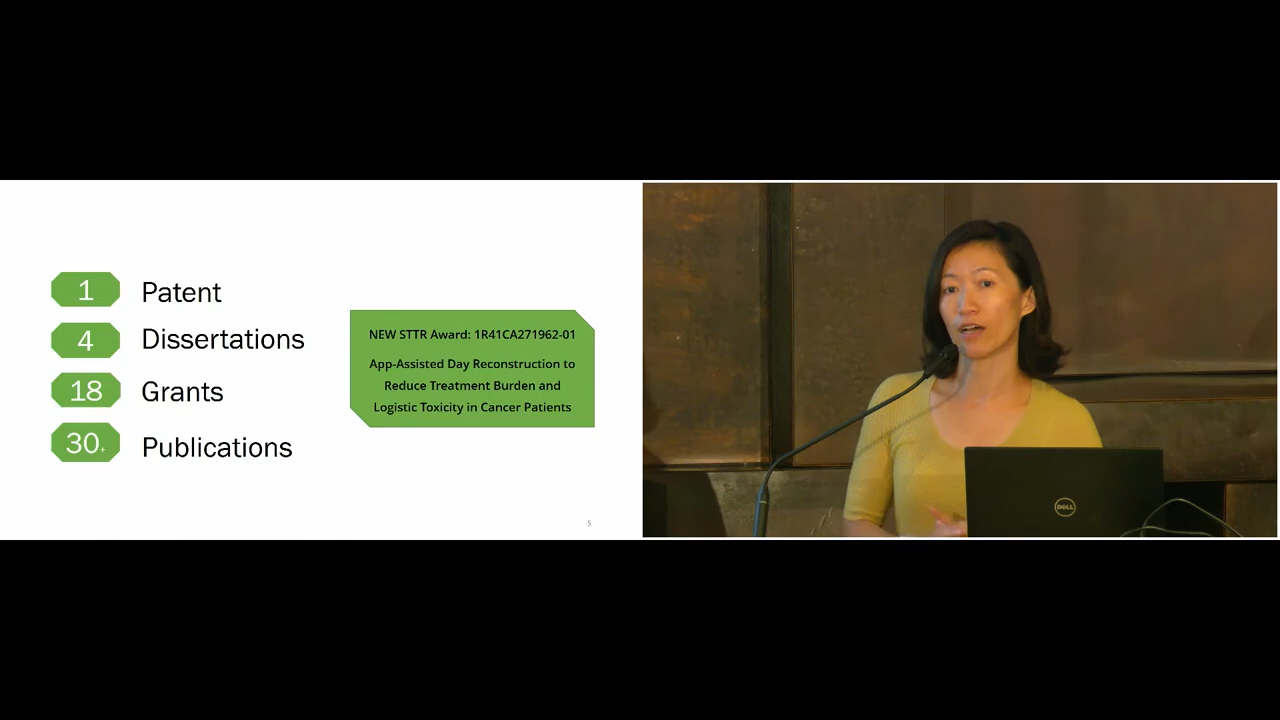 1 Patent
4 Dissertations
18 Grants
30+ Publications
NEW STTR Award: 1R41CA271962-01
App-Assisted Day Reconstruction to
Reduce Treatment Burden and
Logistic Toxicity in Cancer Patients
5
DELL